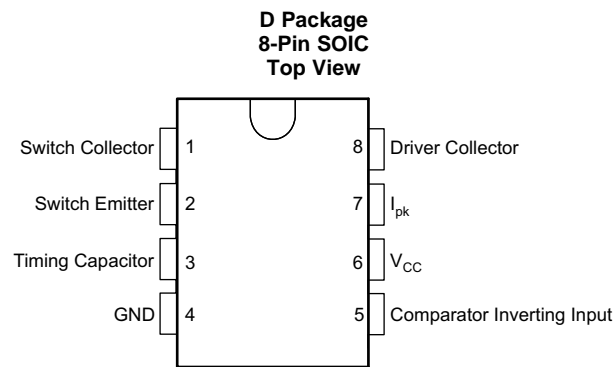 D Package
8-Pin SOIC
Top View
Switch Collector 1 8 Driver Collector
Switch Emitter 2 7 Ipk
Timing Capacitor 3 6 VCC
GND 4 5 Comparator Inverting Input